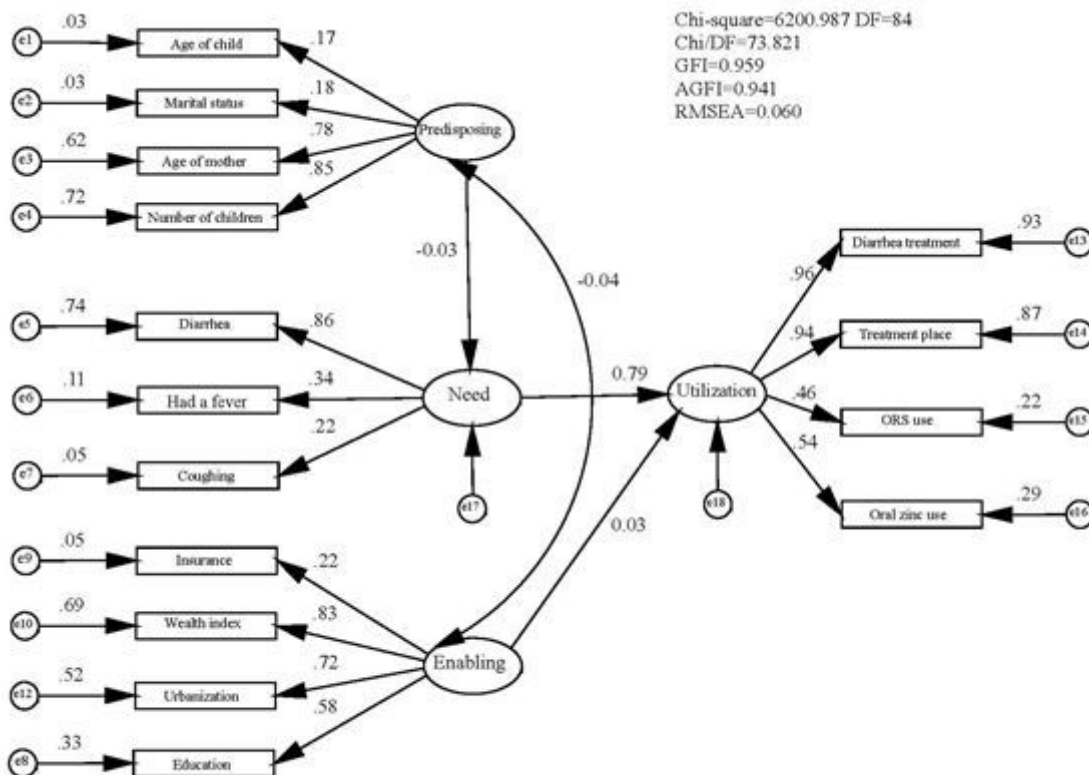 Chi-square=6200.987 DF=84
Chi/DF=73.821
GFI=0.959
AGFI=0.941
RMSEA=0.060
e1
.03
Age of child
.17
e2
.03
Marital status
.18
e3
.62
Age of mother
.78
e4
.72
Number of children
.85
Predisposing
-0.03
-0.04
e5
.74
Diarrhea
.86
e6
.11
Had a fever
.34
e7
.05
Coughing
.22
Need
e17
0.79
e9
.05
Insurance
.22
e10
.69
Wealth index
.83
e12
.52
Urbanization
.72
e8
.33
Education
.58
Enabling
0.03
Utilization
e18
.96
Diarrhea treatment
.93
e13
.94
Treatment place
.87
e14
.46
ORS use
.22
e15
.54
Oral zinc use
.29
e16